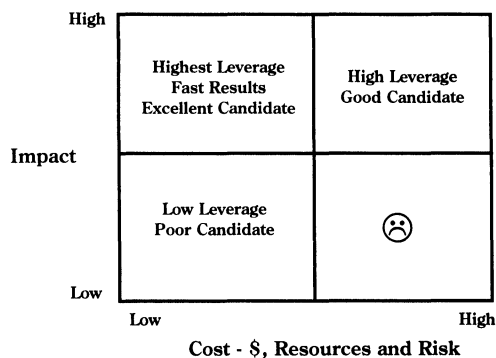 High
Highest Leverage
Fast Results
Excellent Candidate
High Leverage
Good Candidate
Impact
Low Leverage
Poor Candidate
Low
Low
High
Cost - $, Resources and Risk